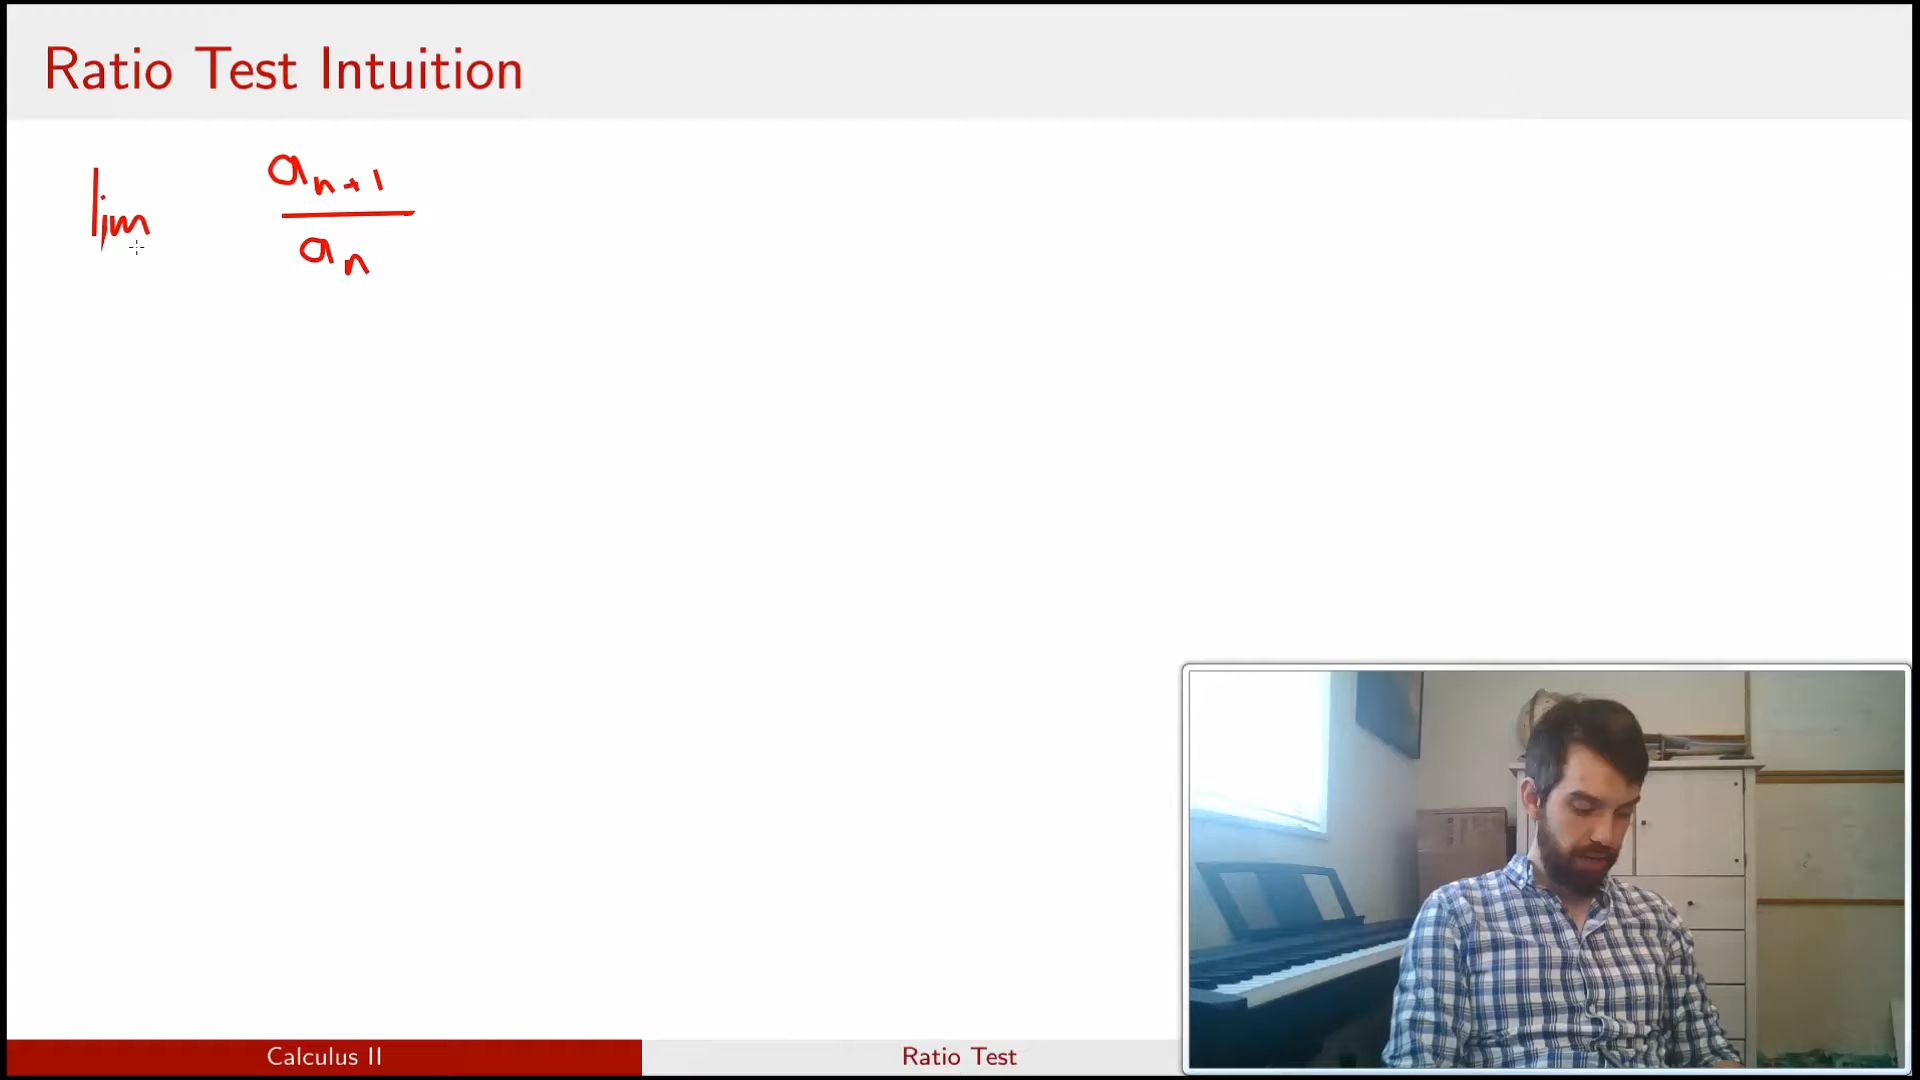 Ratio Test Intuition
lim a_{n+1}
a_n
Calculus II
Ratio Test